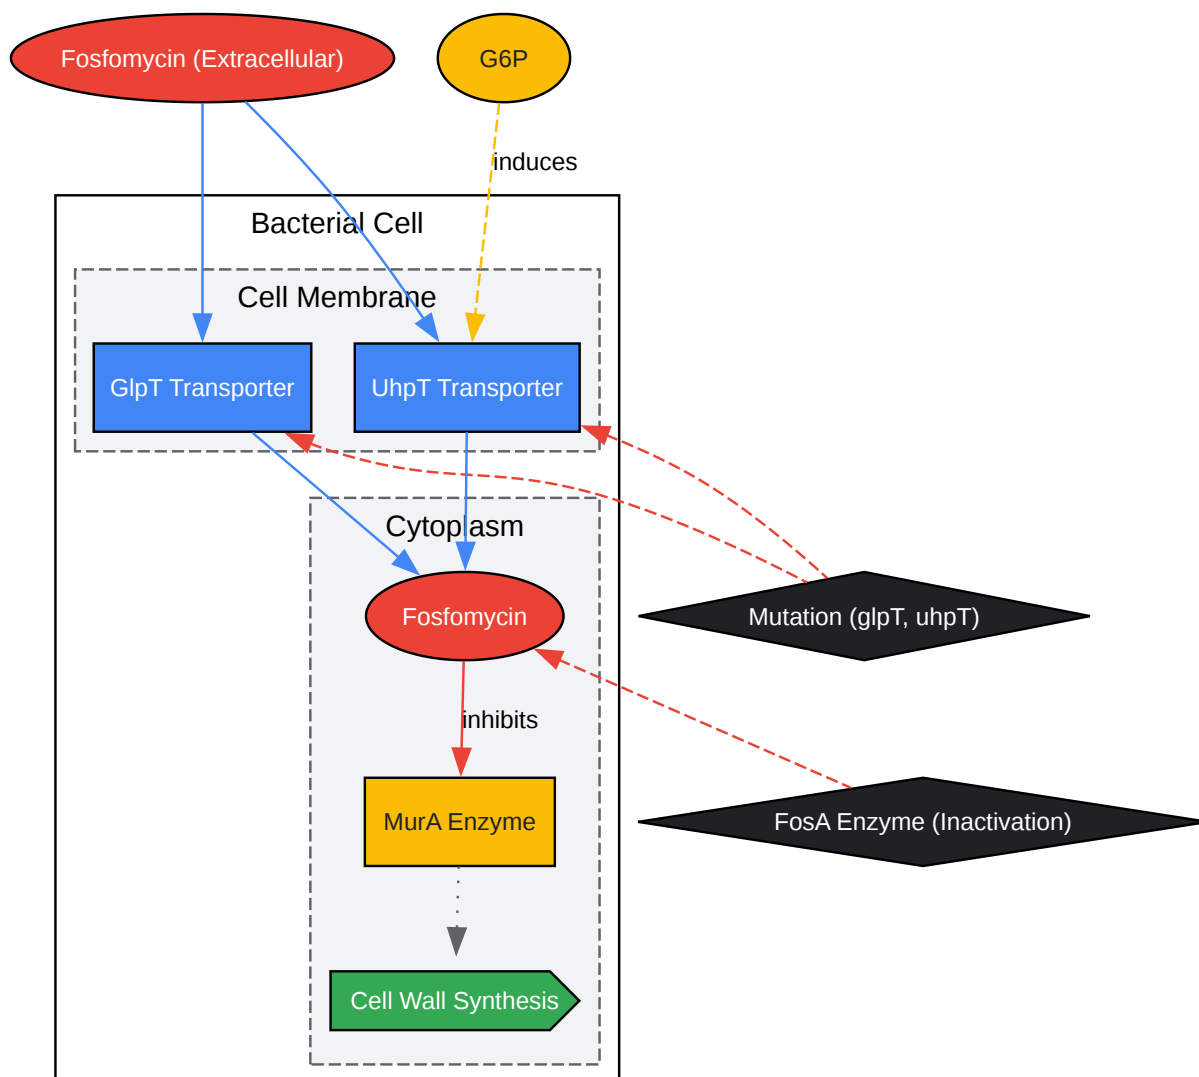 Fosfomycin (Extracellular)
G6P
induces
Bacterial Cell
Cell Membrane
GlpT Transporter
UhpT Transporter
Cytoplasm
Fosfomycin
Mutation (glpT, uhpT)
inhibits
MurA Enzyme
FosA Enzyme (Inactivation)
Cell Wall Synthesis